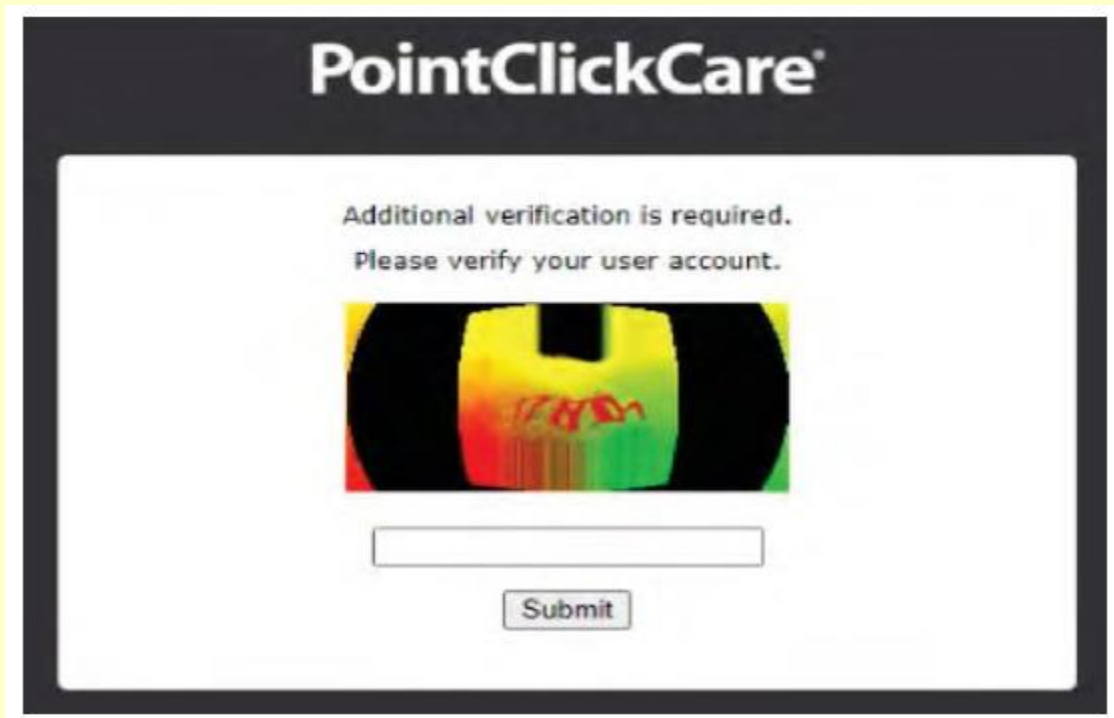 PointClickCare®
Additional verification is required.
Please verify your user account.
Submit